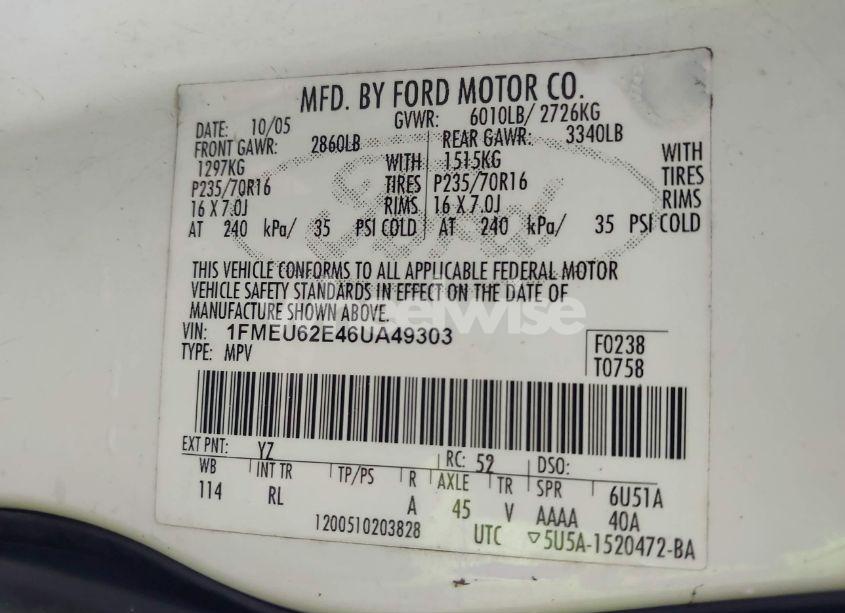 MFD. BY FORD MOTOR CO.
DATE: 10/05 GVWR: 6010LB/ 2726KG
FRONT GAWR: 2860LB REAR GAWR: 3340LB
1297KG WITH 1515KG WITH
P235/70R16 TIRES P235/70R16 TIRES
16 X 7.0J RIMS 16 X 7.0J RIMS
AT 240 kPa/ 35 PSI COLD AT 240 kPa/ 35 PSI COLD
Ford
THIS VEHICLE CONFORMS TO ALL APPLICABLE FEDERAL MOTOR
VEHICLE SAFETY STANDARDS IN EFFECT ON THE DATE OF
MANUFACTURE SHOWN ABOVE.
VIN: 1FMEU62E46UA49303
TYPE: MPV
F0238
T0758
EXT PNT: YZ RC: 52 DSO:
WB INT TR TP/PS R AXLE TR SPR 6U51A
114 RL A 45 V AAAA 40A
1200510203828 UTC ▽5U5A-1520472-BA